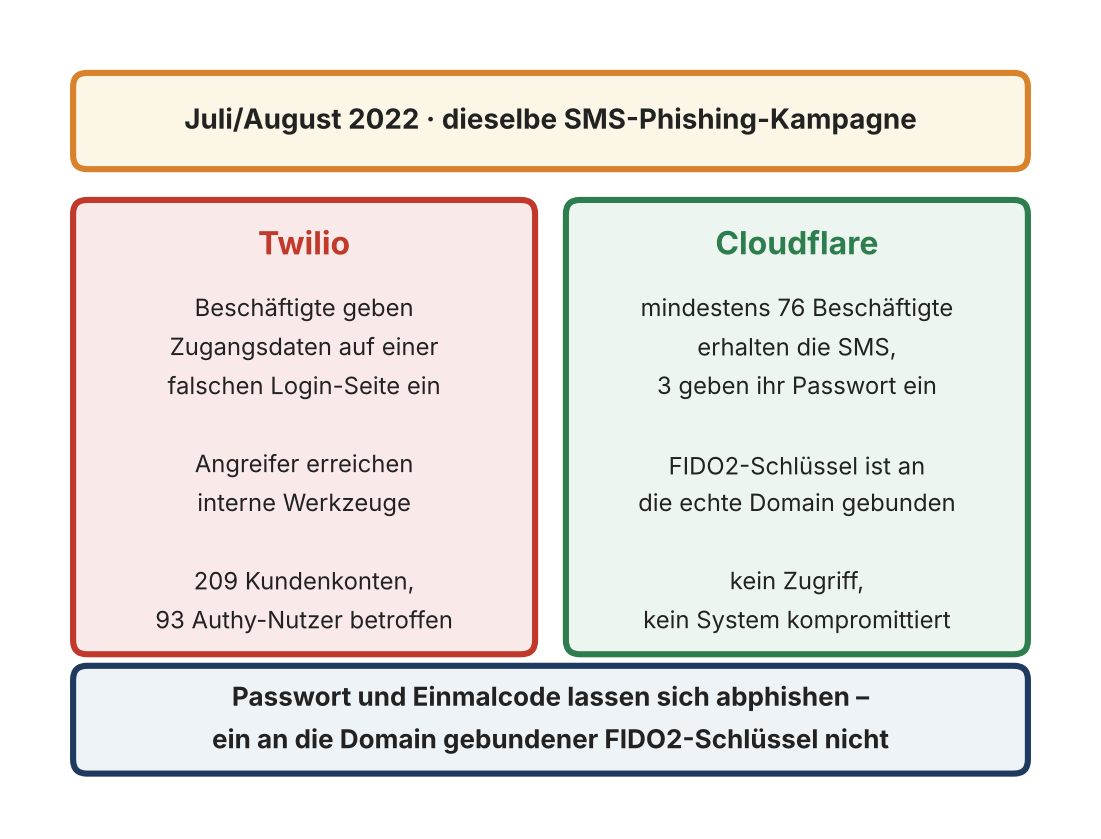 Juli/August 2022 · dieselbe SMS-Phishing-Kampagne
Twilio
Beschäftigte geben
Zugangsdaten auf einer
falschen Login-Seite ein
Angreifer erreichen
interne Werkzeuge
209 Kundenkonten,
93 Authy-Nutzer betroffen
Cloudflare
mindestens 76 Beschäftigte
erhalten die SMS,
3 geben ihr Passwort ein
FIDO2-Schlüssel ist an
die echte Domain gebunden
kein Zugriff,
kein System kompromittiert
Passwort und Einmalcode lassen sich abphishen –
ein an die Domain gebundener FIDO2-Schlüssel nicht